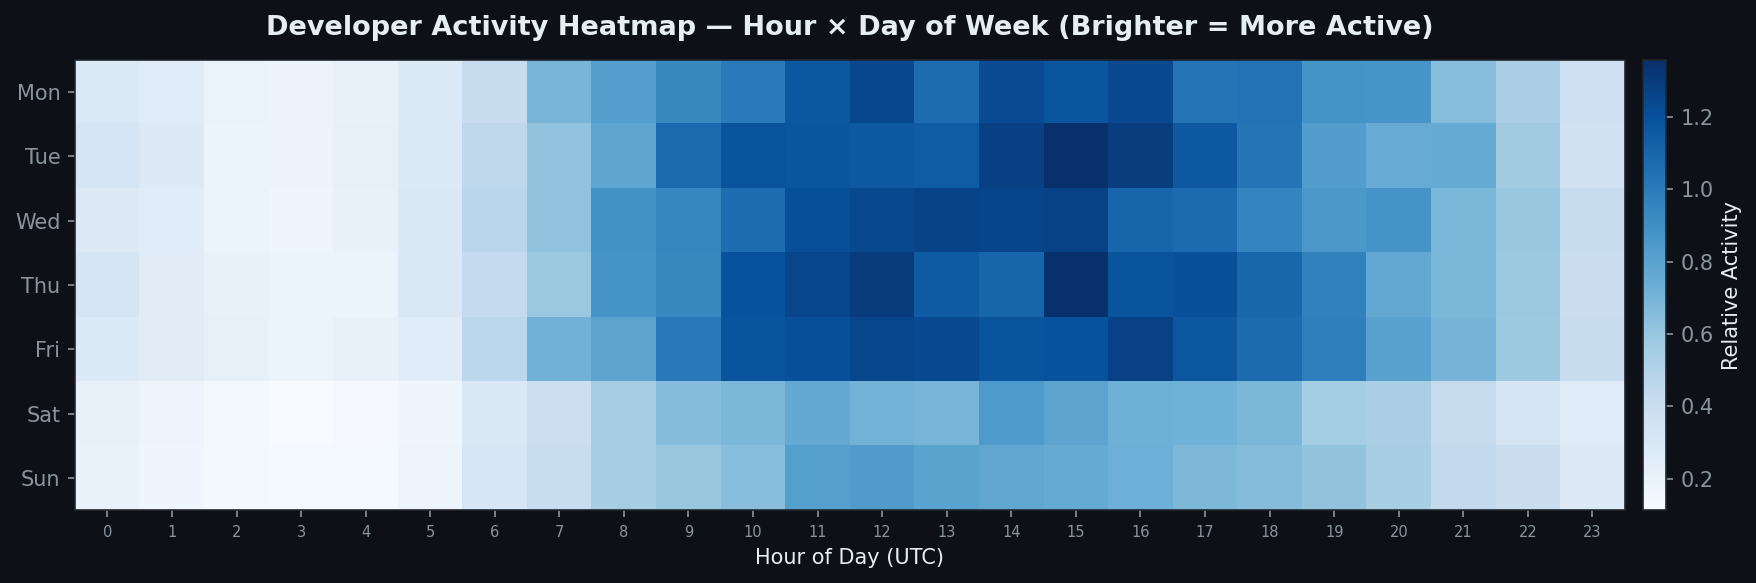 Developer Activity Heatmap — Hour × Day of Week (Brighter = More Active)
Mon
Tue
Wed
Thu
Fri
Sat
Sun
0 1 2 3 4 5 6 7 8 9 10 11 12 13 14 15 16 17 18 19 20 21 22 23
Hour of Day (UTC)
1.2
1.0
0.8
0.6
0.4
0.2
Relative Activity